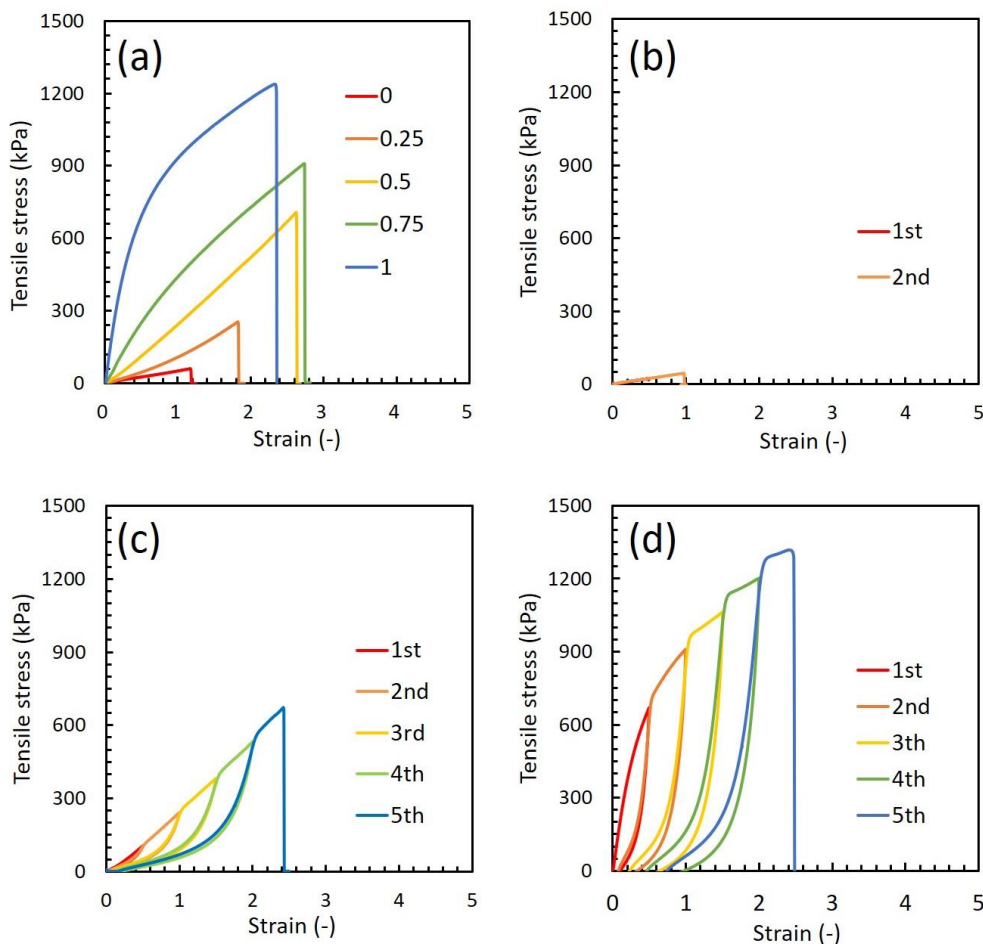 (a)
1500
1200
900
600
300
0
0 1 2 3 4 5
Tensile stress (kPa)
Strain (-)
0
0.25
0.5
0.75
1
(b)
1500
1200
900
600
300
0
0 1 2 3 4 5
Tensile stress (kPa)
Strain (-)
1st
2nd
(c)
1500
1200
900
600
300
0
0 1 2 3 4 5
Tensile stress (kPa)
Strain (-)
1st
2nd
3rd
4th
5th
(d)
1500
1200
900
600
300
0
0 1 2 3 4 5
Tensile stress (kPa)
Strain (-)
1st
2nd
3th
4th
5th